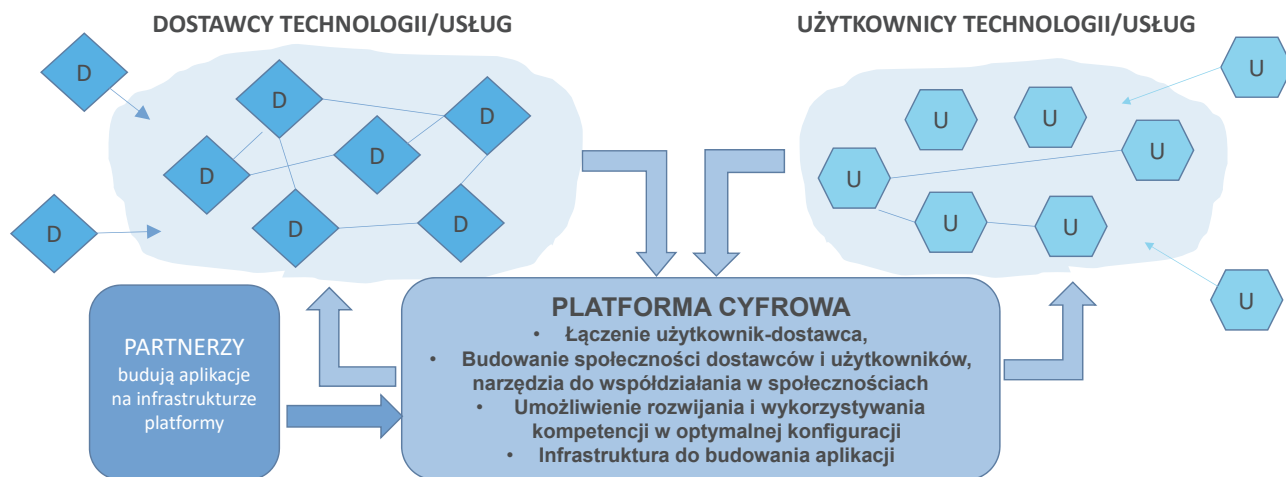 DOSTAWCY TECHNOLOGII/USŁUG
UŻYTKOWNICY TECHNOLOGII/USŁUG
D
D
D
D
D
D
D
D
U
U
U
U
U
U
U
U
PARTNERZY
budują aplikacje
na infrastrukturze
platformy
PLATFORMA CYFROWA
• Łączenie użytkownik-dostawca,
• Budowanie społeczności dostawców i użytkowników,
narzędzia do współdziałania w społecznościach
• Umożliwienie rozwijania i wykorzystywania
kompetencji w optymalnej konfiguracji
• Infrastruktura do budowania aplikacji